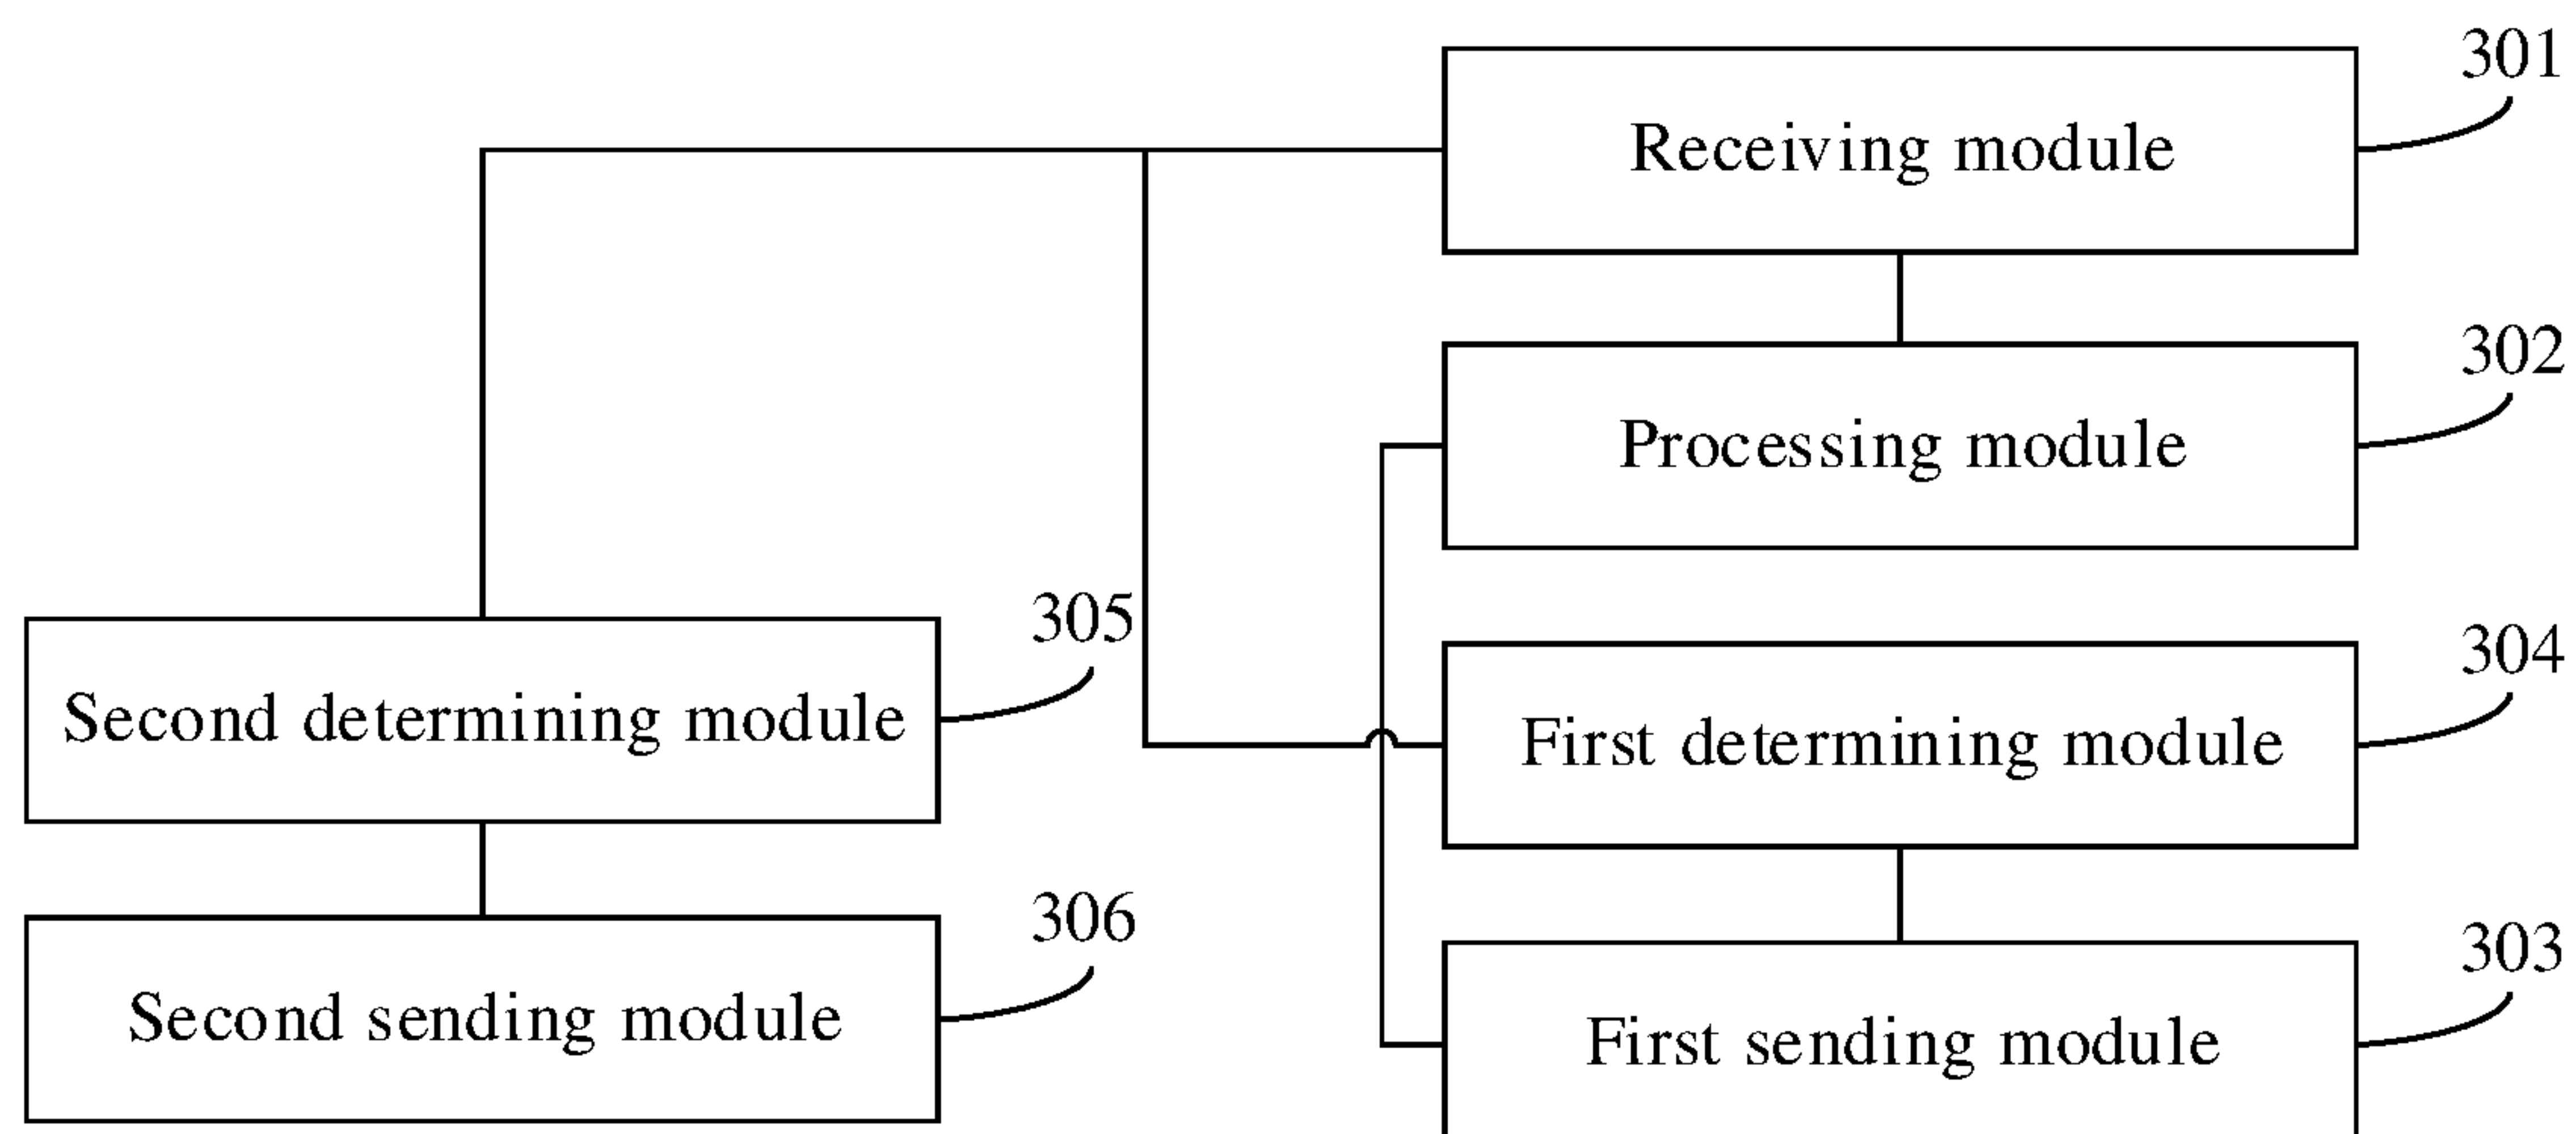 301
Receiving module
302
Processing module
305
304
Second determining module
First determining module
306
303
Second sending module
First sending module